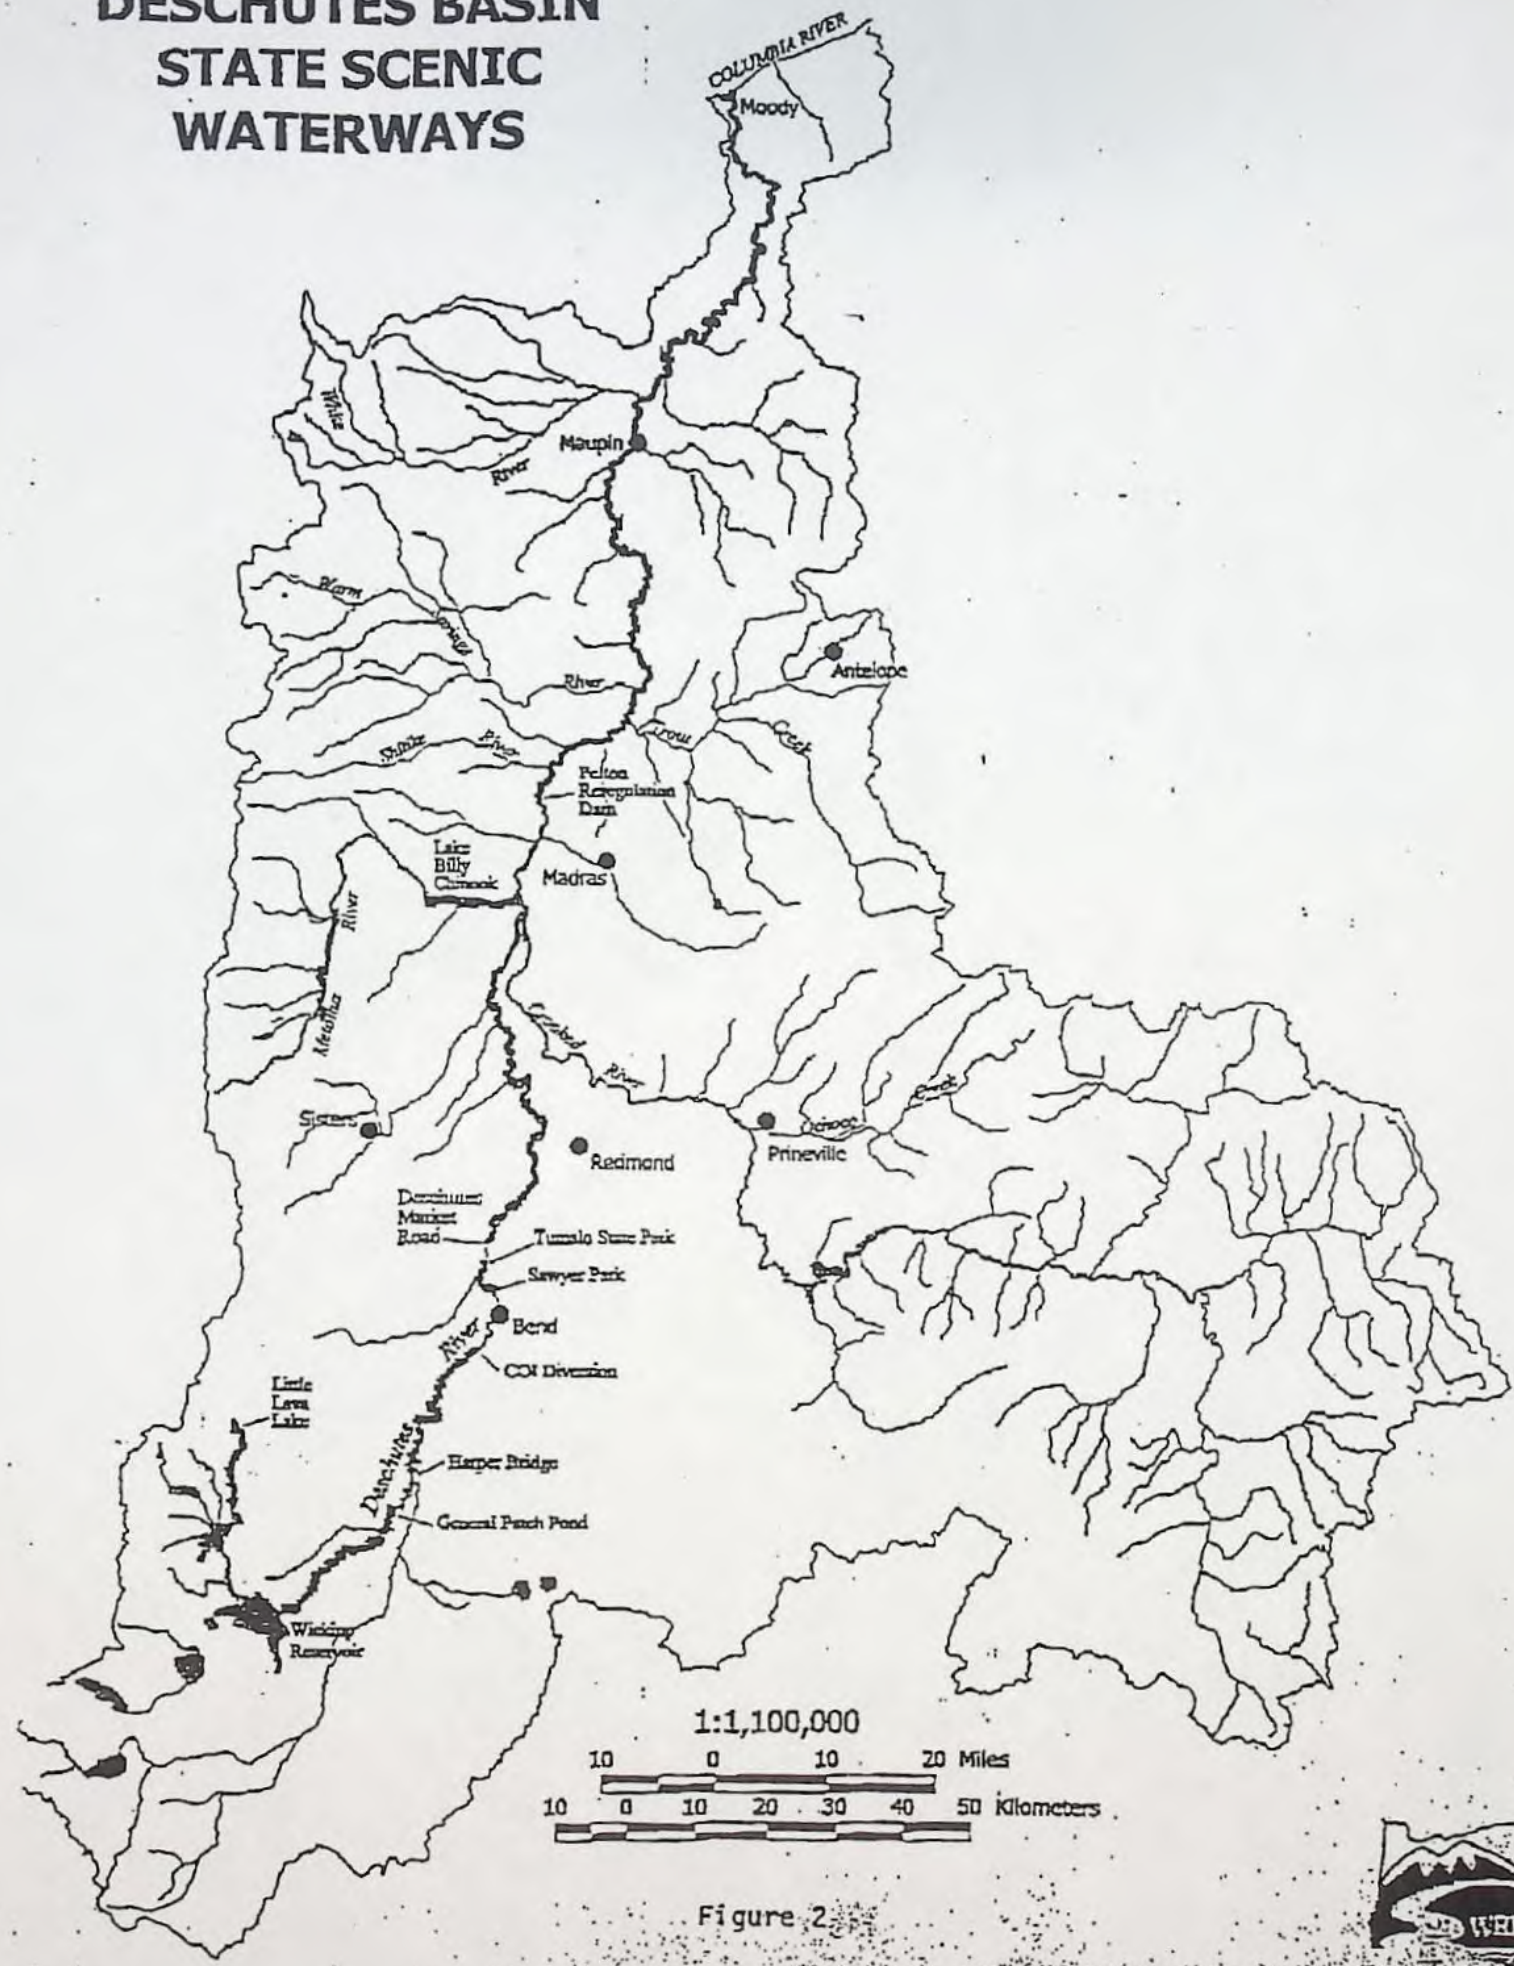 DESCHUTES BASIN
STATE SCENIC
WATERWAYS
COLUMBIA RIVER
Moody
White
River
Maupin
Warm
Springs
River
Antelope
Shitike
River
Trout
Creek
Pelton
Reregulation
Dam
Lake
Billy
Chinook
Madras
River
Metolius
Crooked
River
Sisters
Redmond
Ochoco
Creek
Prineville
Deschutes
Market
Road
Tumalo State Park
Sawyer Park
Bend
River
COI Diversion
Little
Lava
Lake
Deschutes
Harper Bridge
General Patch Pond
Wickiup
Reservoir
1:1,100,000
10 0 10 20 Miles
10 0 10 20 30 40 50 Kilometers
Figure 2